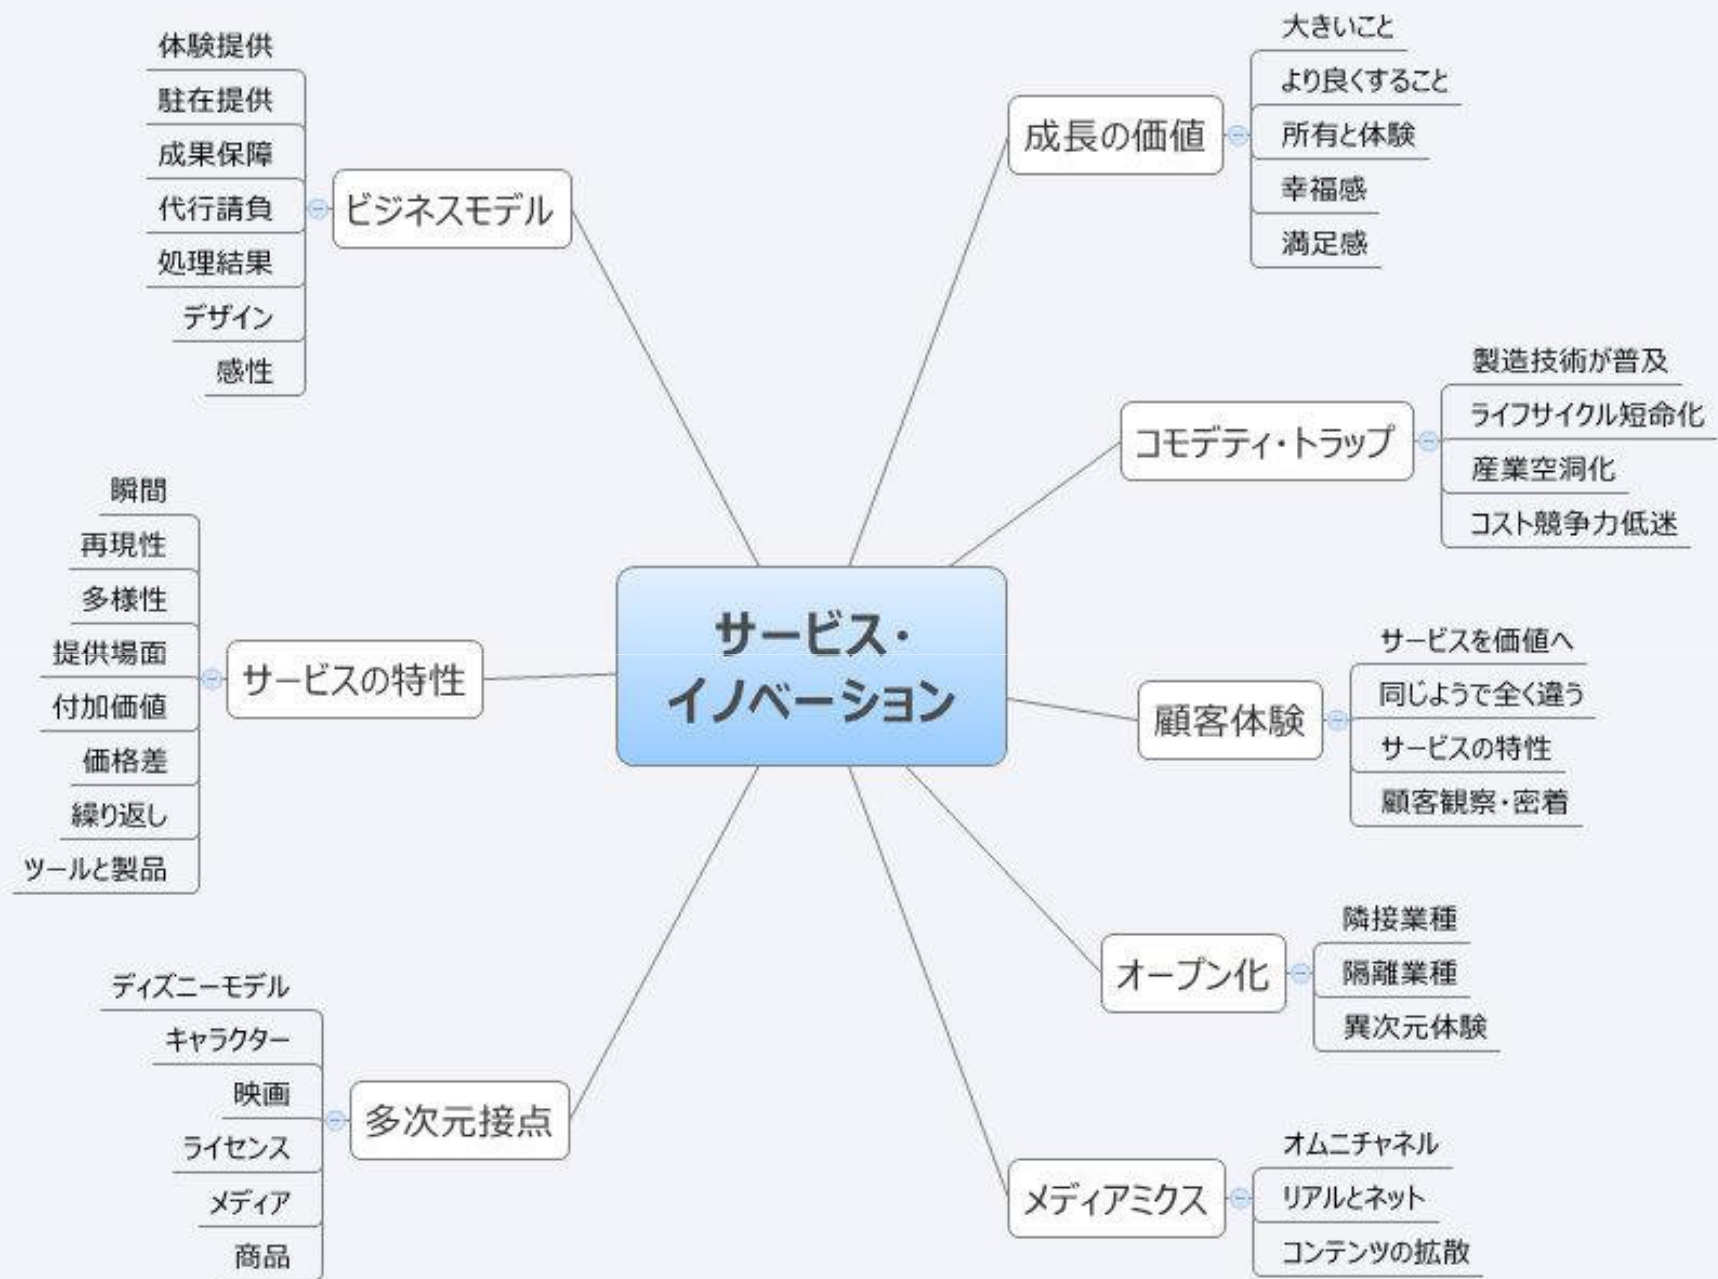 サービス・
イノベーション
成長の価値
大きいこと
より良くすること
所有と体験
幸福感
満足感
コモデティ・トラップ
製造技術が普及
ライフサイクル短命化
産業空洞化
コスト競争力低迷
顧客体験
サービスを価値へ
同じようで全く違う
サービスの特性
顧客観察・密着
オープン化
隣接業種
隔離業種
異次元体験
メディアミクス
オムニチャネル
リアルとネット
コンテンツの拡散
ビジネスモデル
体験提供
駐在提供
成果保障
代行請負
処理結果
デザイン
感性
サービスの特性
瞬間
再現性
多様性
提供場面
付加価値
価格差
繰り返し
ツールと製品
多次元接点
ディズニーモデル
キャラクター
映画
ライセンス
メディア
商品